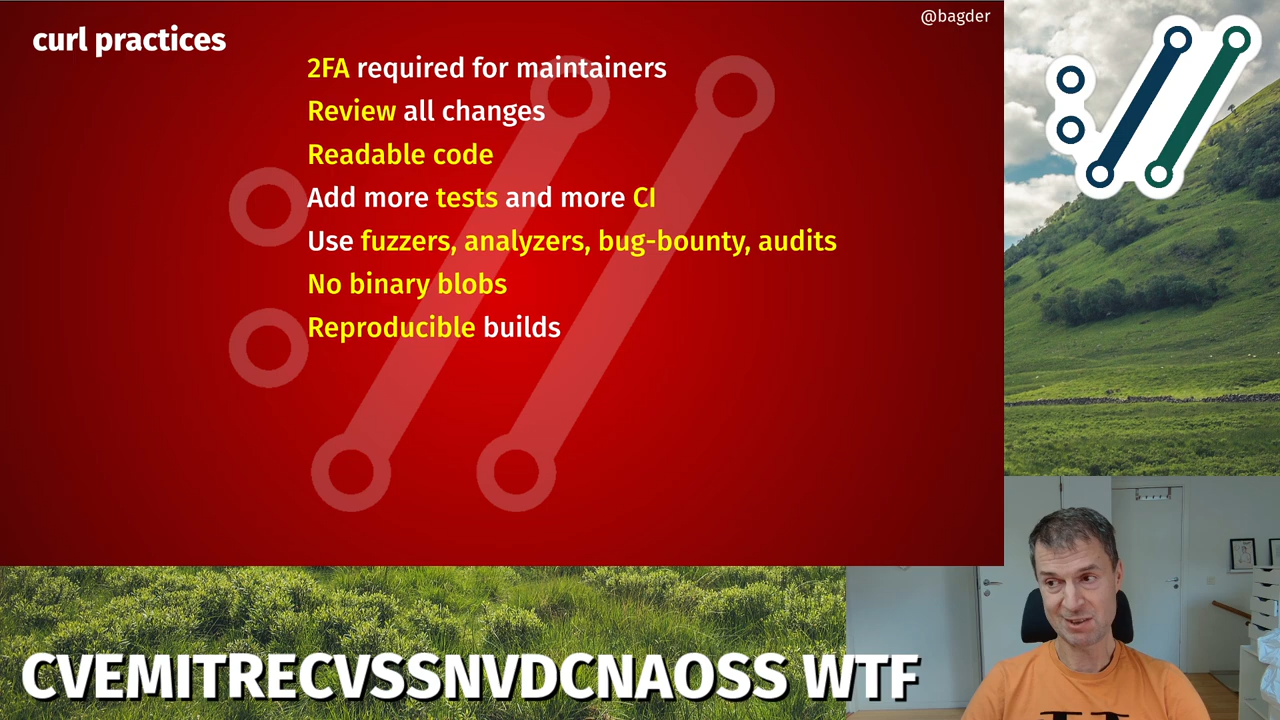 @bagder
curl practices
2FA required for maintainers
Review all changes
Readable code
Add more tests and more CI
Use fuzzers, analyzers, bug-bounty, audits
No binary blobs
Reproducible builds
CVEMITRECVSSNVDCNAOSS WTF